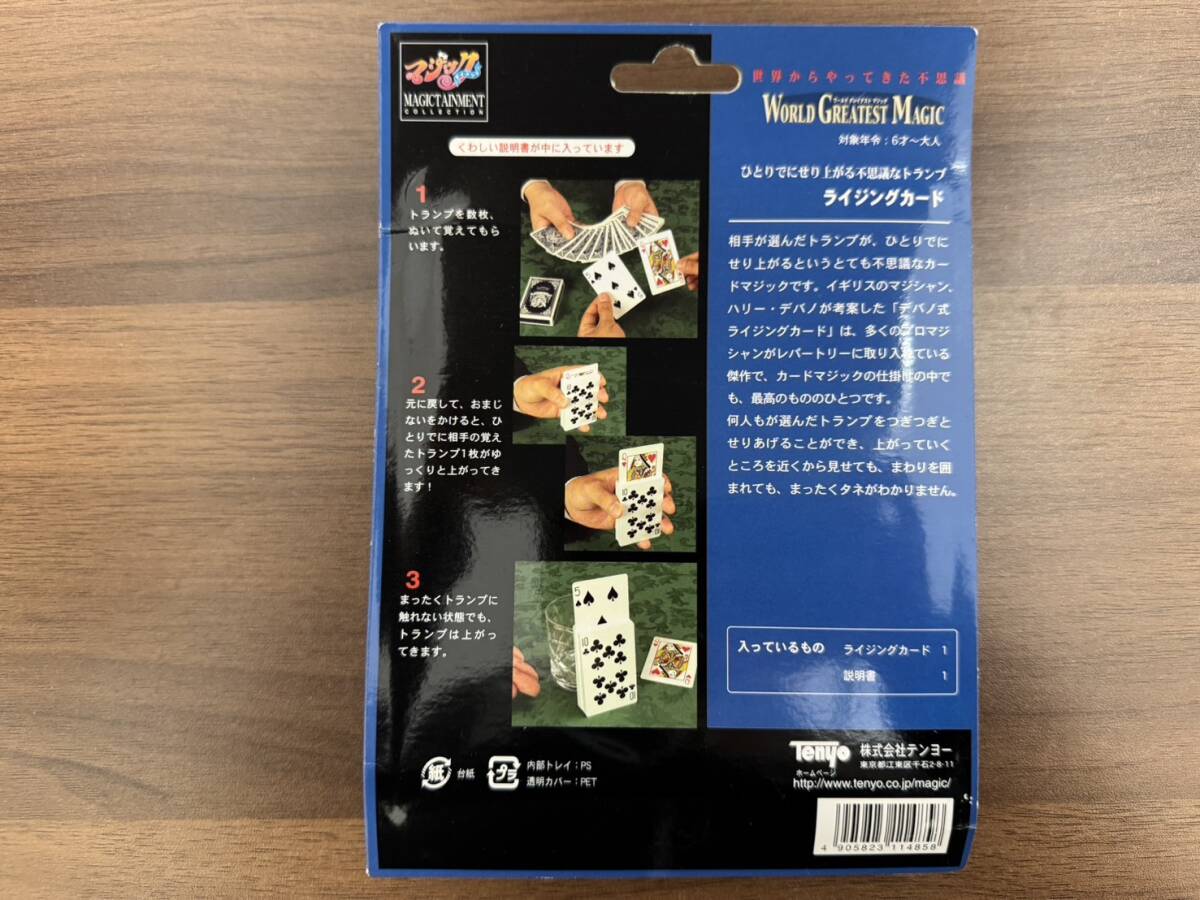 マジック
MAGICTAINMENT
COLLECTION
くわしい説明書が中に入っています
1
トランプを数枚、
ぬいて覚えてもら
います。
2
元に戻して、おまじ
ないをかけると、ひ
とりでに相手の覚え
たトランプ1枚がゆ
っくりと上がってき
ます!
3
まったくトランプに
触れない状態でも、
トランプは上がっ
てきます。
世界からやってきた不思議
ワールド グレイテスト マジック
WORLD GREATEST MAGIC
対象年令:6才〜大人
ひとりでにせり上がる不思議なトランプ
ライジングカード
相手が選んだトランプが、ひとりでに
せり上がるというとても不思議なカー
ドマジックです。イギリスのマジシャン、
ハリー・デバノが考案した「デバノ式
ライジングカード」は、多くのプロマジ
シャンがレパートリーに取り入れている
傑作で、カードマジックの仕掛けの中で
も、最高のもののひとつです。
何人もが選んだトランプをつぎつぎと
せりあげることができ、上がっていく
ところを近くから見せても、まわりを囲
まれても、まったくタネがわかりません。
入っているもの ライジングカード 1
説明書 1
紙 台紙
プラ 内部トレイ:PS
透明カバー:PET
Tenyo 株式会社テンヨー
東京都江東区千石2-8-11
ホームページ
http://www.tenyo.co.jp/magic/
4 905823 114858